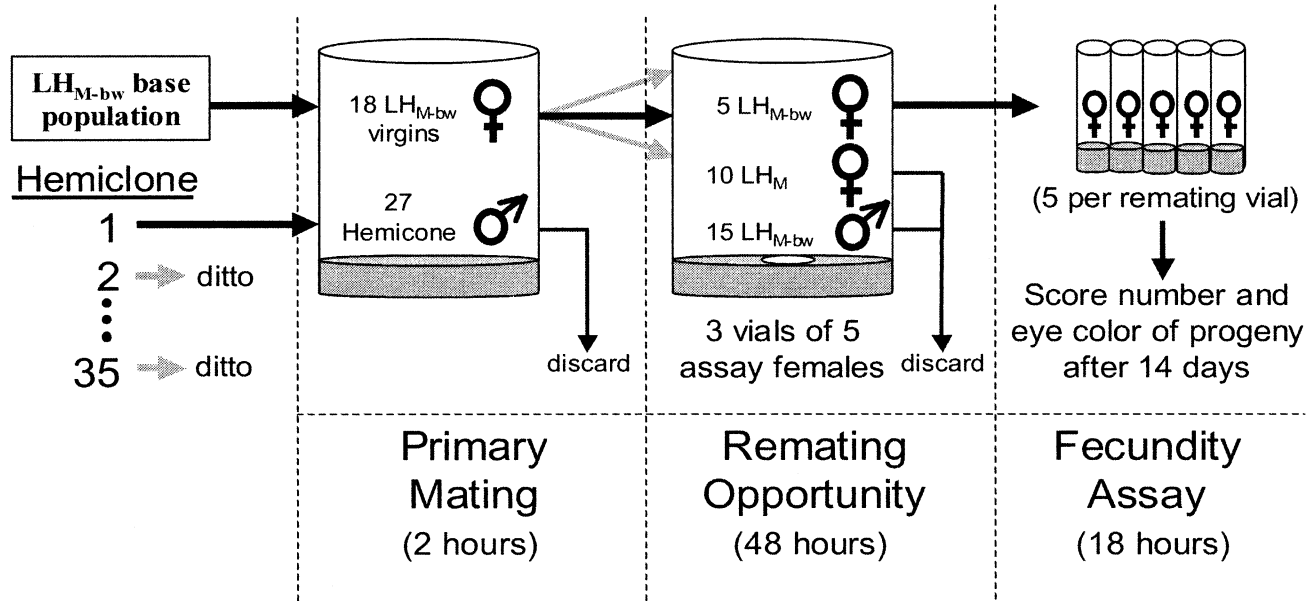 LHM-bw base
population
Hemiclone
1
2
ditto
35
ditto
18 LHM-bw
virgins
27
Hemicone
discard
5 LHM-bw
10 LHM
15 LHM-bw
3 vials of 5
assay females
discard
(5 per remating vial)
Score number and
eye color of progeny
after 14 days
Primary
Mating
(2 hours)
Remating
Opportunity
(48 hours)
Fecundity
Assay
(18 hours)